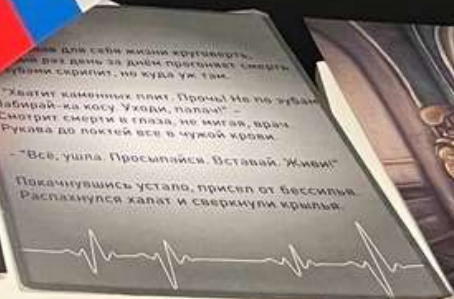 для себя жизни круговерть,
раз день за днём прогоняет смерть.
Зубами скрипит, но куда уж там.
"Хватит каменных плит. Прочь! Не по зубам
Забирай-ка косу. Уходи, палач!" -
Смотрит смерти в глаза, не мигая, врач.
Рукава до локтей все в чужой крови.
- "Всё, ушла. Просыпайся. Вставай. Живи!"
Покачнувшись устало, присел от бессилья.
Распахнулся халат и сверкнули крылья.